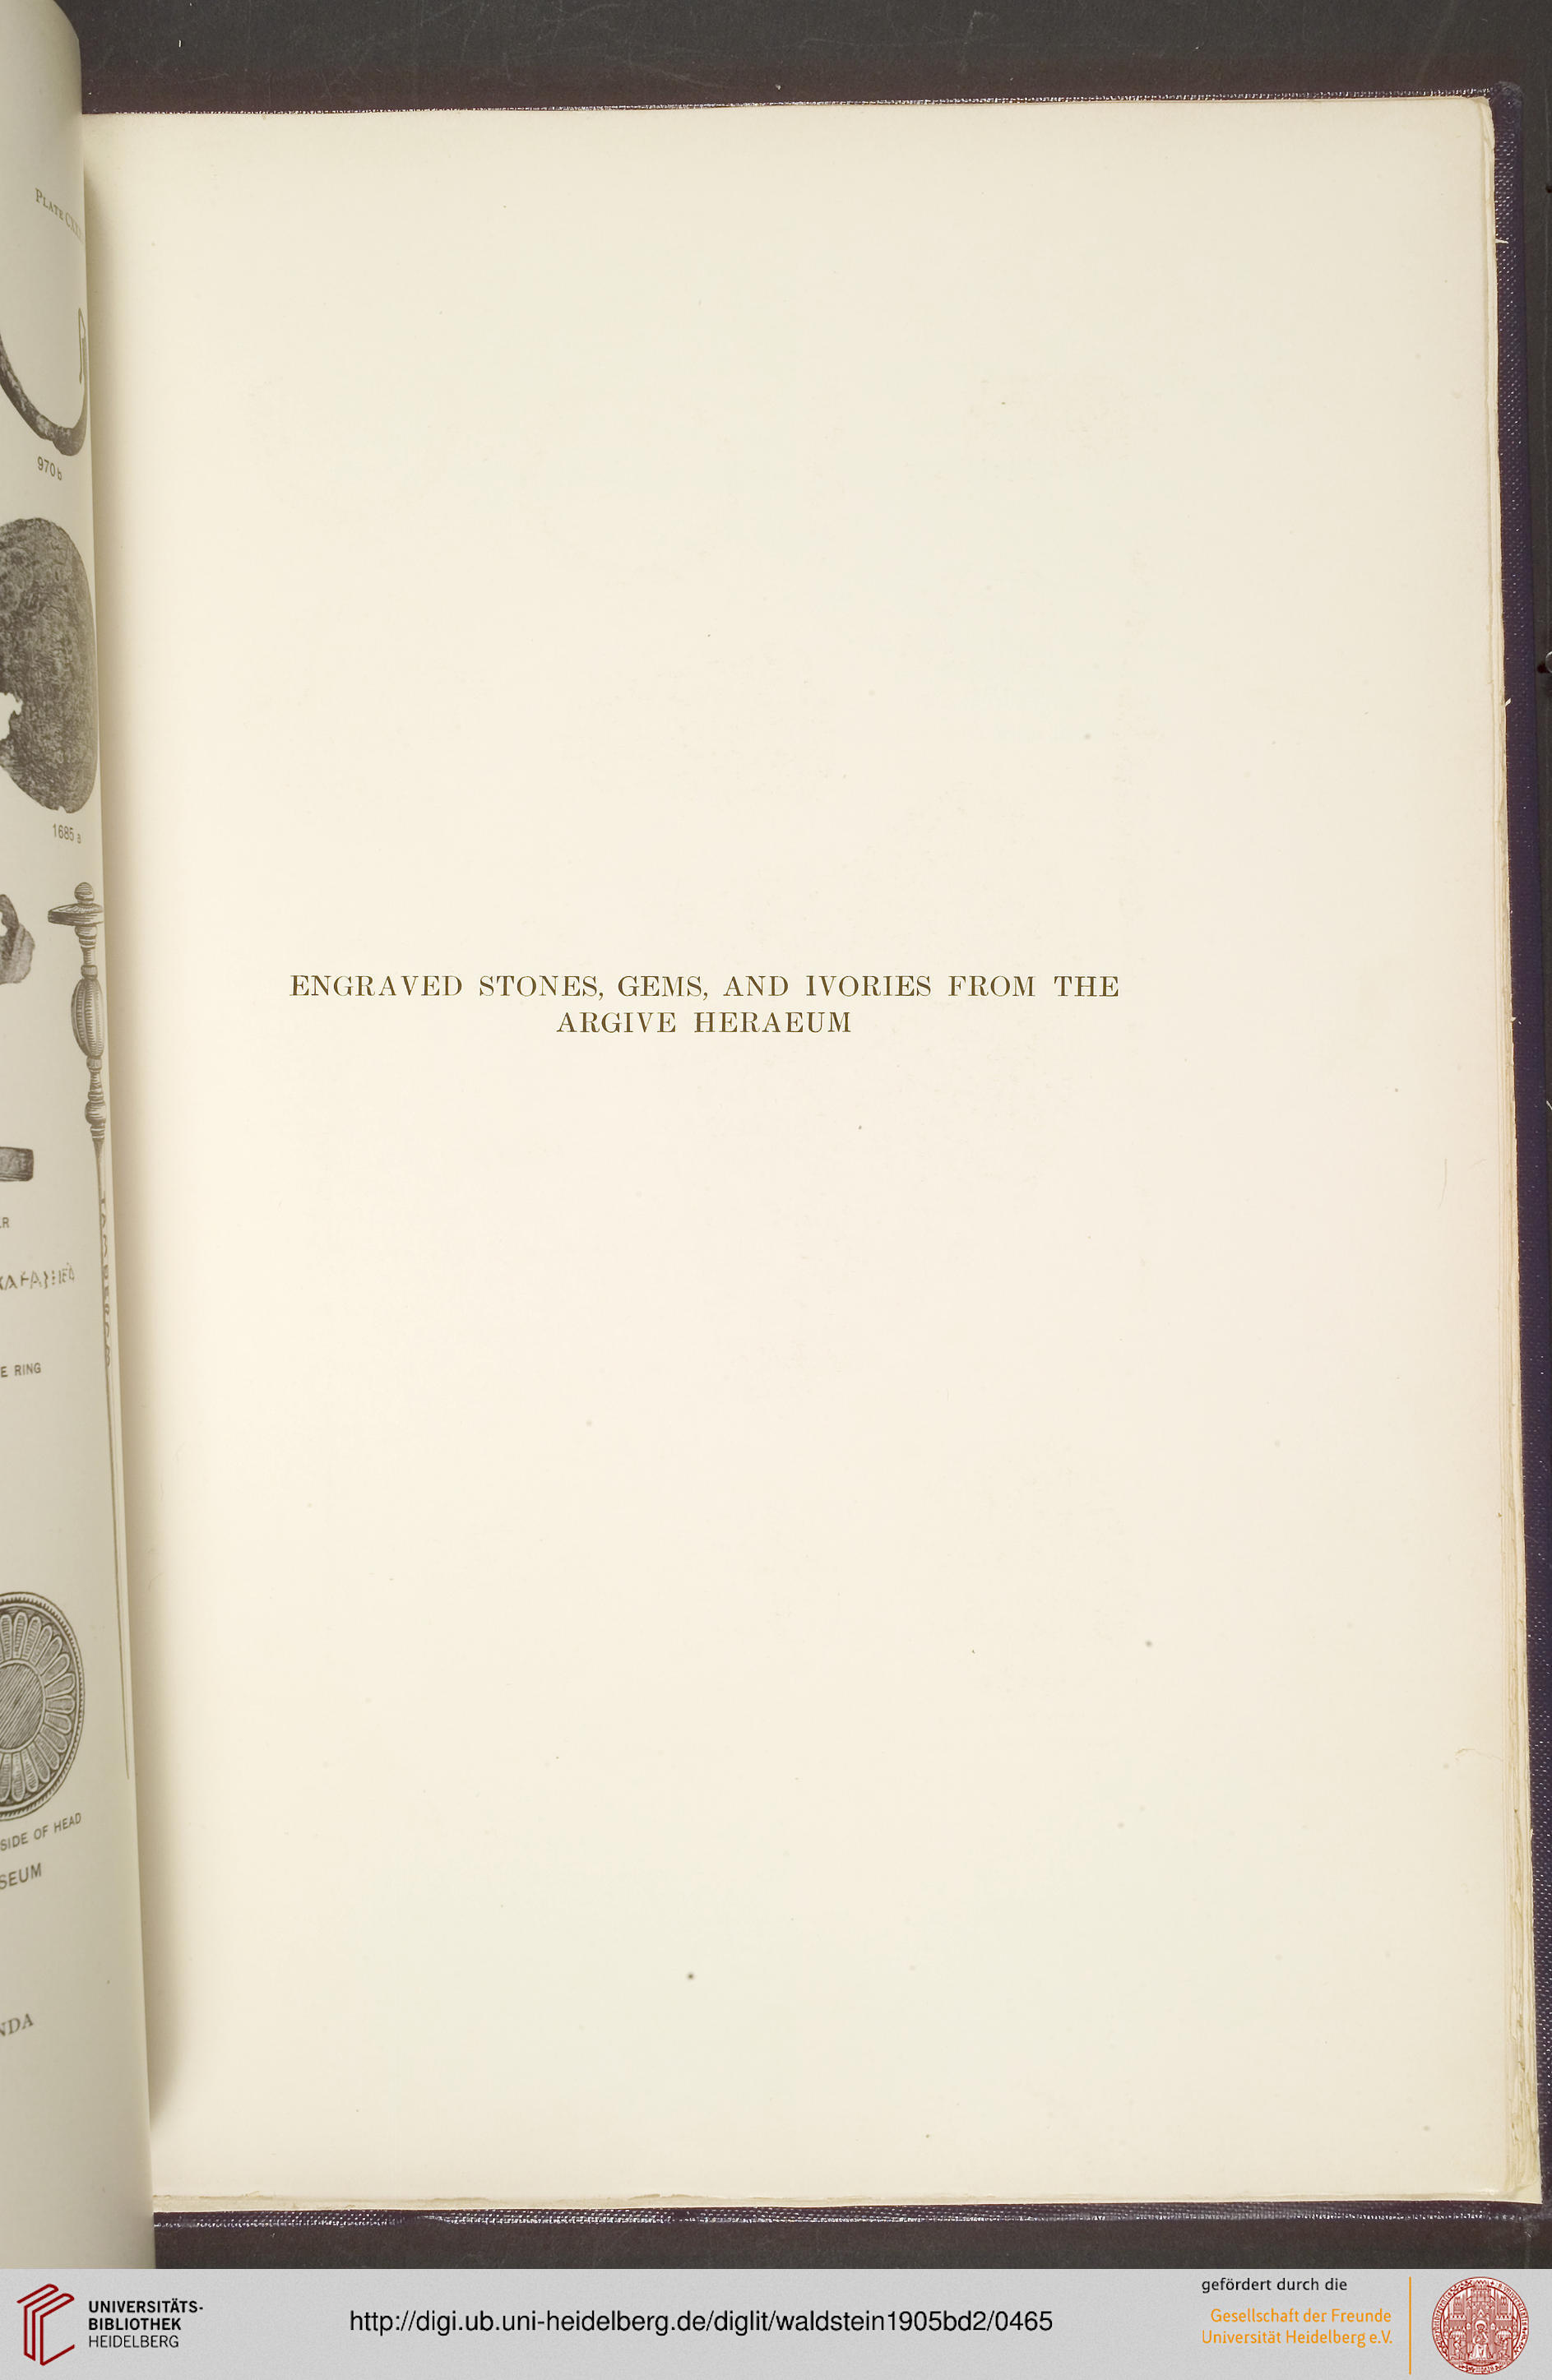 970 b
1685 a
E RING
SIDE OF HEAD
SEUM
NDA
ENGRAVED STONES, GEMS, AND IVORIES FROM THE
ARGIVE HERAEUM
UNIVERSITÄTS-
BIBLIOTHEK
HEIDELBERG
http://digi.ub.uni-heidelberg.de/diglit/waldstein1905bd2/0465
gefördert durch die
Gesellschaft der Freunde
Universität Heidelberg e.V.